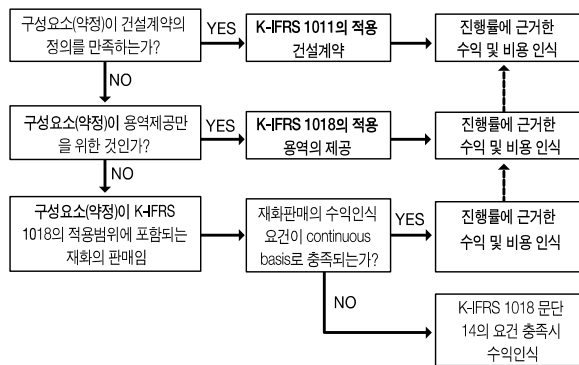 구성요소(약정)이 건설계약의
정의를 만족하는가?
YES
K-IFRS 1011의 적용
건설계약
진행률에 근거한
수익 및 비용 인식
NO
구성요소(약정)이 용역제공만
을 위한 것인가?
YES
K-IFRS 1018의 적용
용역의 제공
진행률에 근거한
수익 및 비용 인식
NO
구성요소(약정)이 K-IFRS
1018의 적용범위에 포함되는
재화의 판매임
재화판매의 수익인식
요건이 continuous
basis로 충족되는가?
YES
진행률에 근거한
수익 및 비용 인식
NO
K-IFRS 1018 문단
14의 요건 충족시
수익인식